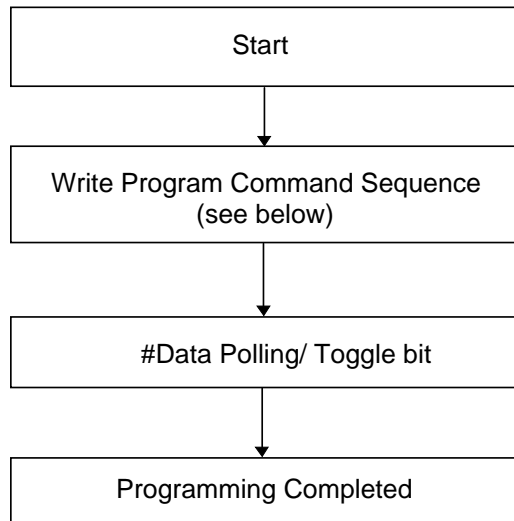 Start
Write Program Command Sequence
(see below)
#Data Polling/ Toggle bit
Programming Completed